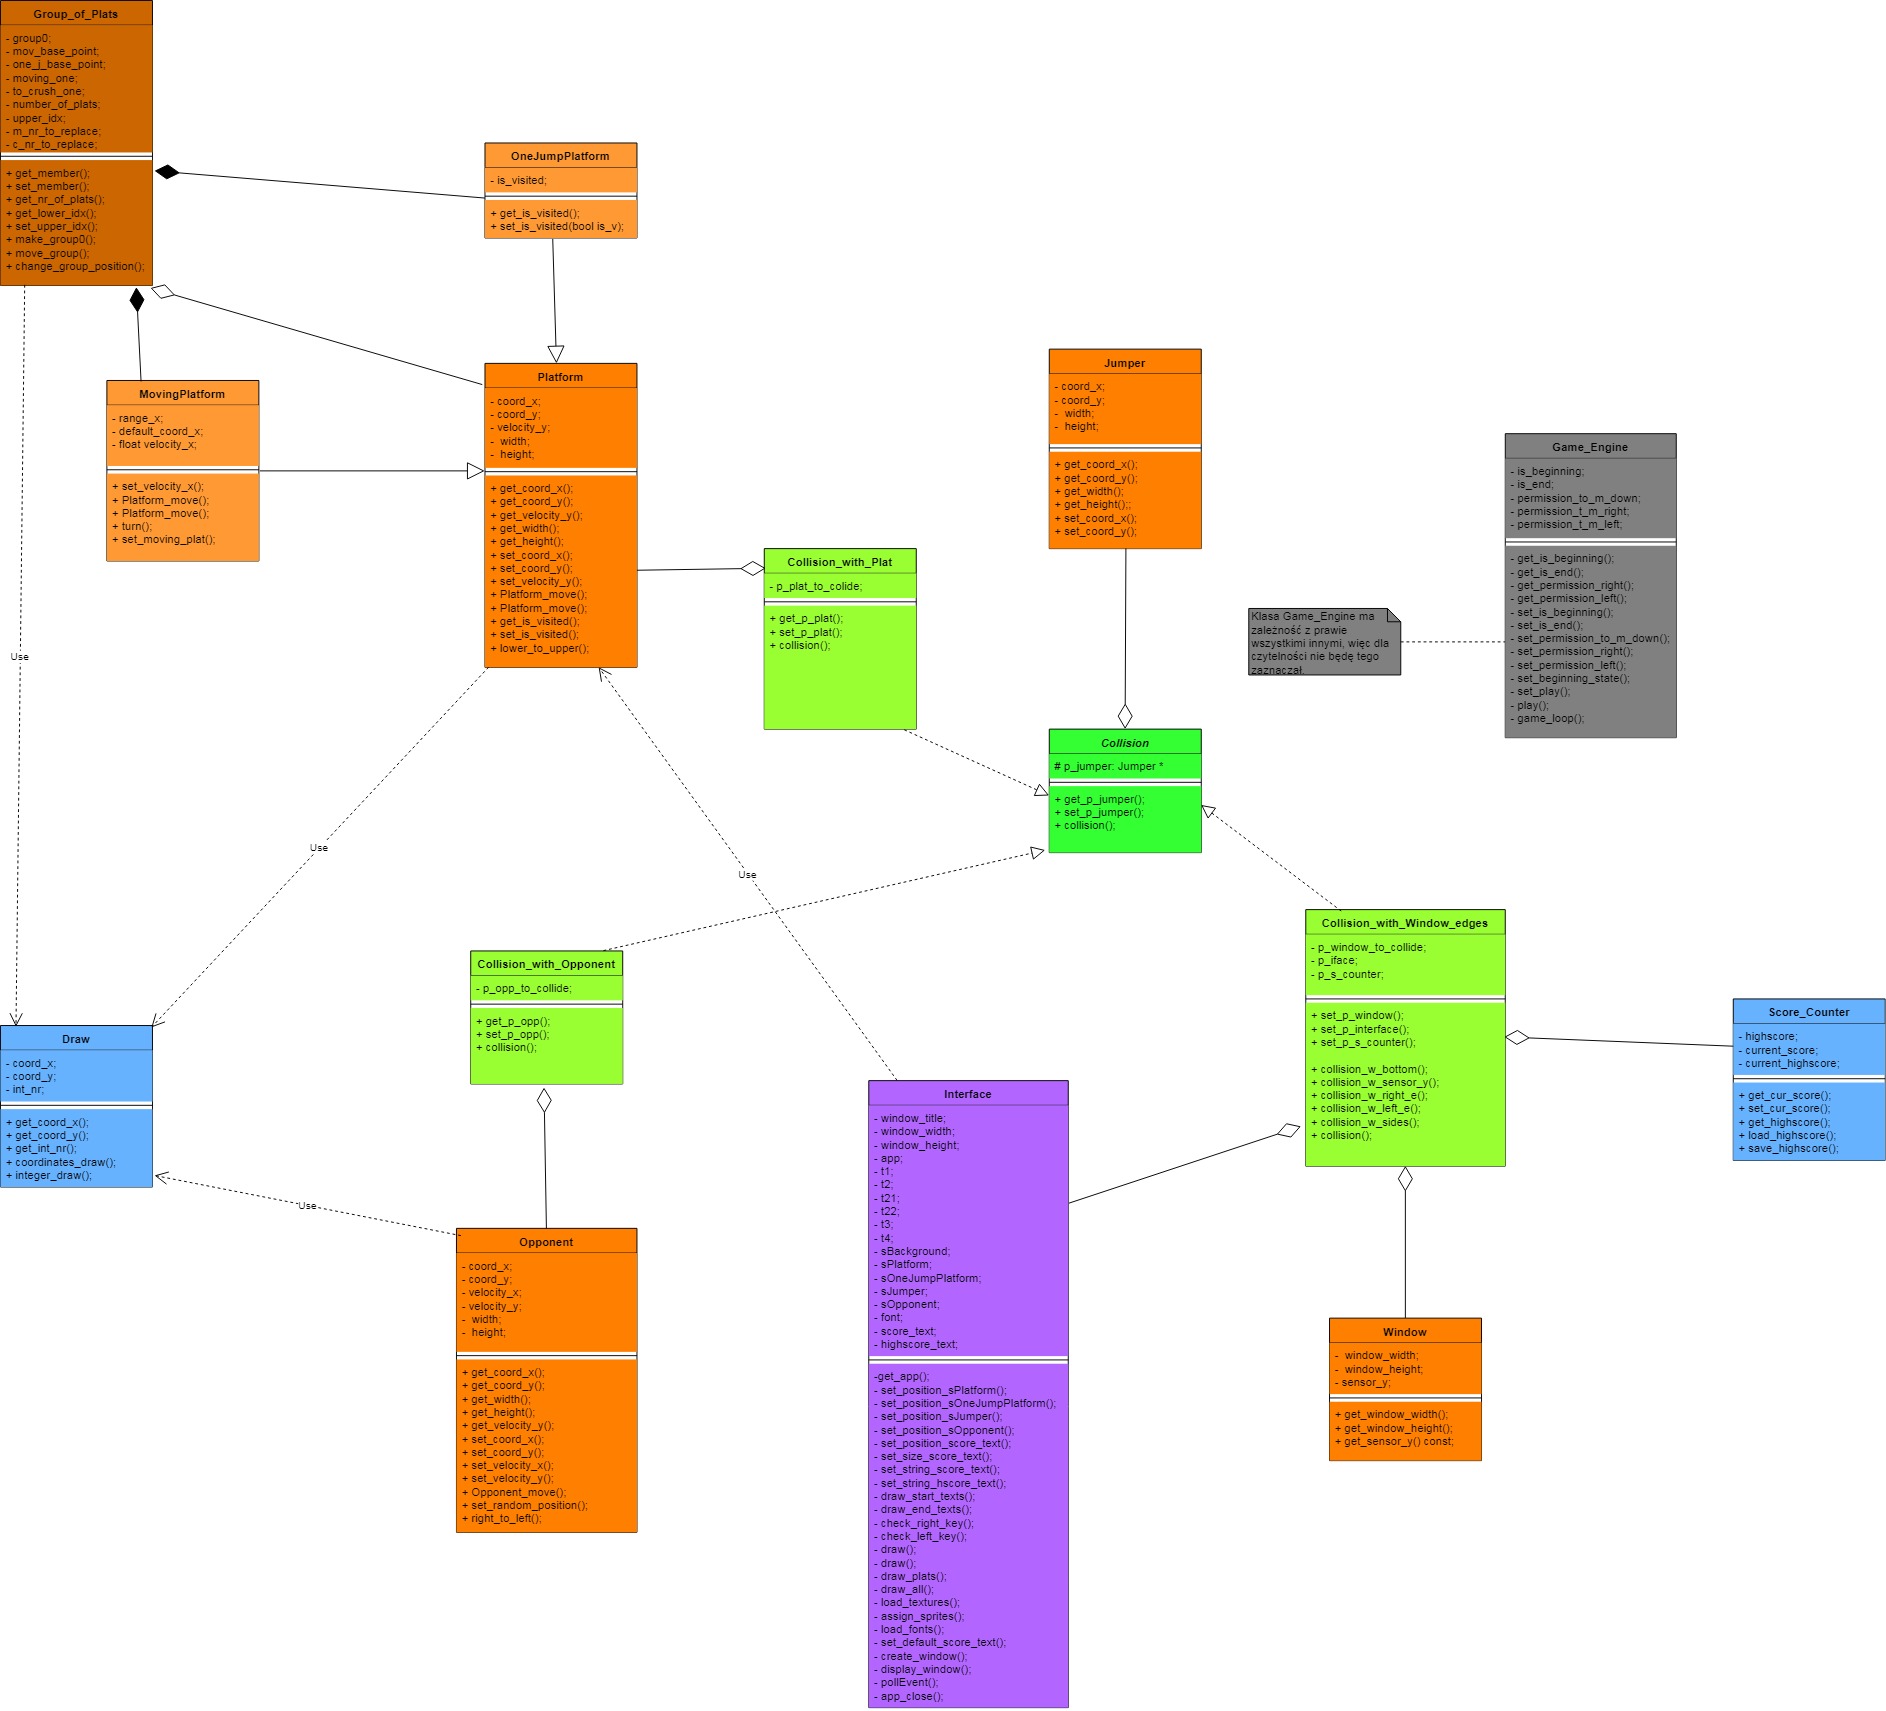 Group_of_Plats
- group0;
- mov_base_point;
- one_j_base_point;
- moving_one;
- to_crush_one;
- number_of_plats;
- upper_idx;
- m_nr_to_replace;
- c_nr_to_replace;
+ get_member();
+ set_member();
+ get_nr_of_plats();
+ get_lower_idx();
+ set_upper_idx();
+ make_group0();
+ move_group();
+ change_group_position();
OneJumpPlatform
- is_visited;
+ get_is_visited();
+ set_is_visited(bool is_v);
MovingPlatform
- range_x;
- default_coord_x;
- float velocity_x;
+ set_velocity_x();
+ Platform_move();
+ Platform_move();
+ turn();
+ set_moving_plat();
Platform
- coord_x;
- coord_y;
- velocity_y;
- width;
- height;
+ get_coord_x();
+ get_coord_y();
+ get_velocity_y();
+ get_width();
+ get_height();
+ set_coord_x();
+ set_coord_y();
+ set_velocity_y();
+ Platform_move();
+ Platform_move();
+ get_is_visited();
+ set_is_visited();
+ lower_to_upper();
Jumper
- coord_x;
- coord_y;
- width;
- height;
+ get_coord_x();
+ get_coord_y();
+ get_width();
+ get_height();;
+ set_coord_x();
+ set_coord_y();
Game_Engine
- is_beginning;
- is_end;
- permission_to_m_down;
- permission_t_m_right;
- permission_t_m_left;
- get_is_beginning();
- get_is_end();
- get_permission_right();
- get_permission_left();
- set_is_beginning();
- set_is_end();
- set_permission_to_m_down();
- set_permission_right();
- set_permission_left();
- set_beginning_state();
- set_play();
- play();
- game_loop();
Klasa Game_Engine ma
zależność z prawie
wszystkimi innymi, więc dla
czytelności nie będę tego
zaznaczał.
Collision_with_Plat
- p_plat_to_colide;
+ get_p_plat();
+ set_p_plat();
+ collision();
Collision
# p_jumper: Jumper *
+ get_p_jumper();
+ set_p_jumper();
+ collision();
Use
Use
Use
Use
Collision_with_Opponent
- p_opp_to_collide;
+ get_p_opp();
+ set_p_opp();
+ collision();
Collision_with_Window_edges
- p_window_to_collide;
- p_iface;
- p_s_counter;
+ set_p_window();
+ set_p_interface();
+ set_p_s_counter();
+ collision_w_bottom();
+ collision_w_sensor_y();
+ collision_w_right_e();
+ collision_w_left_e();
+ collision_w_sides();
+ collision();
Score_Counter
- highscore;
- current_score;
- current_highscore;
+ get_cur_score();
+ set_cur_score();
+ get_highscore();
+ load_highscore();
+ save_highscore();
Draw
- coord_x;
- coord_y;
- int_nr;
+ get_coord_x();
+ get_coord_y();
+ get_int_nr();
+ coordinates_draw();
+ integer_draw();
Opponent
- coord_x;
- coord_y;
- velocity_x;
- velocity_y;
- width;
- height;
+ get_coord_x();
+ get_coord_y();
+ get_width();
+ get_height();
+ get_velocity_y();
+ set_coord_x();
+ set_coord_y();
+ set_velocity_x();
+ set_velocity_y();
+ Opponent_move();
+ set_random_position();
+ right_to_left();
Interface
- window_title;
- window_width;
- window_height;
- app;
- t1;
- t2;
- t21;
- t22;
- t3;
- t4;
- sBackground;
- sPlatform;
- sOneJumpPlatform;
- sJumper;
- sOpponent;
- font;
- score_text;
- highscore_text;
-get_app();
- set_position_sPlatform();
- set_position_sOneJumpPlatform();
- set_position_sJumper();
- set_position_sOpponent();
- set_position_score_text();
- set_size_score_text();
- set_string_score_text();
- set_string_hscore_text();
- draw_start_texts();
- draw_end_texts();
- check_right_key();
- check_left_key();
- draw();
- draw();
- draw_plats();
- draw_all();
- load_textures();
- assign_sprites();
- load_fonts();
- set_default_score_text();
- create_window();
- display_window();
- pollEvent();
- app_close();
Window
- window_width;
- window_height;
- sensor_y;
+ get_window_width();
+ get_window_height();
+ get_sensor_y() const;